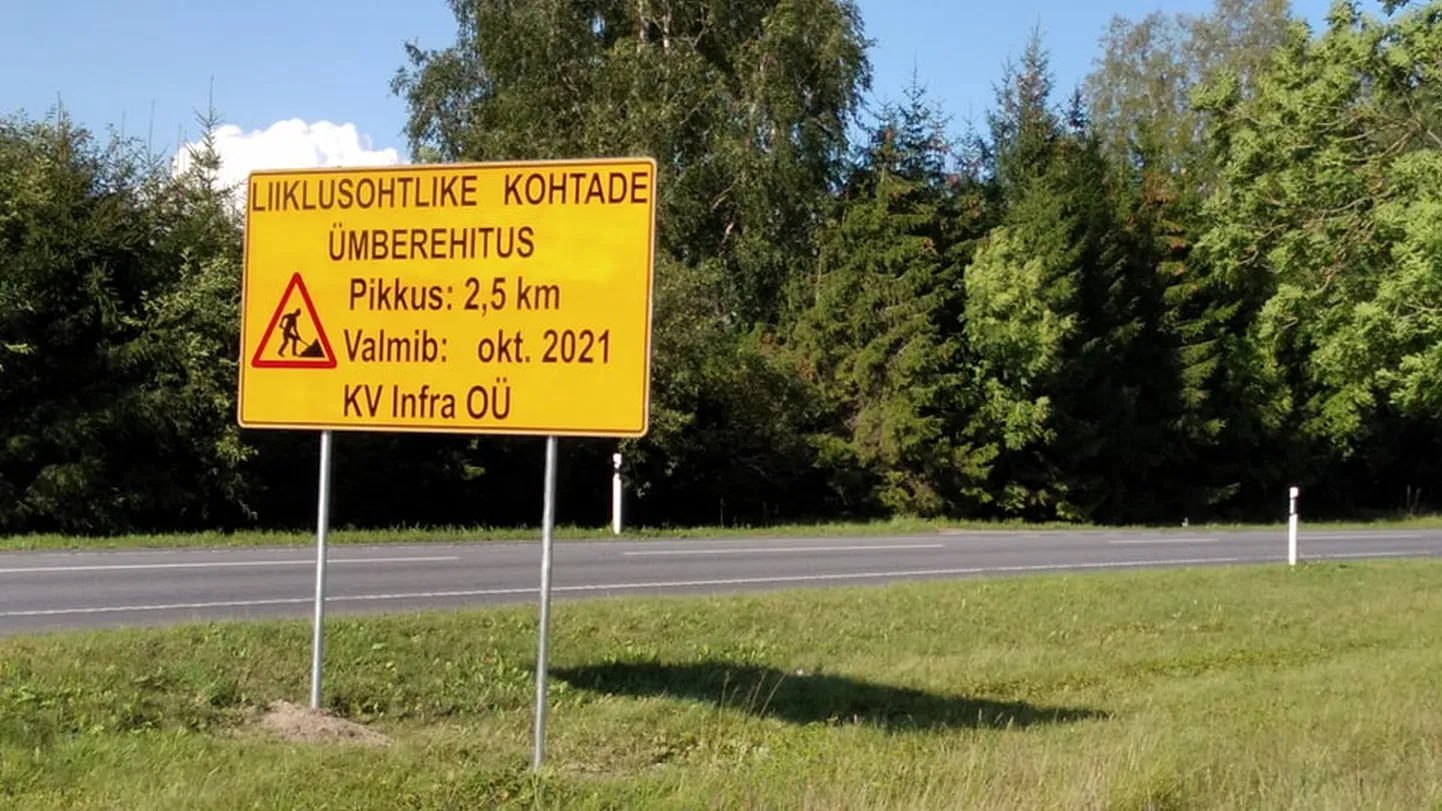 LIIKLUSOHTLIKE KOHTADE
ÜMBEREHITUS
Pikkus: 2,5 km
Valmib: okt. 2021
KV Infra OÜ